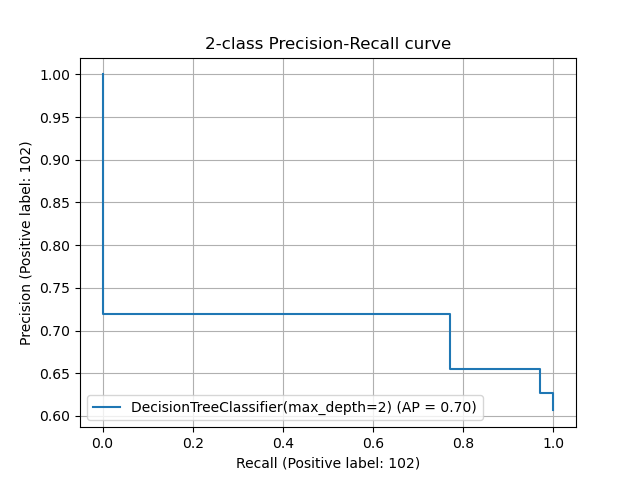 2-class Precision-Recall curve
1.00
0.95
0.90
0.85
0.80
0.75
0.70
0.65
0.60
Precision (Positive label: 102)
DecisionTreeClassifier(max_depth=2) (AP = 0.70)
0.0 0.2 0.4 0.6 0.8 1.0
Recall (Positive label: 102)